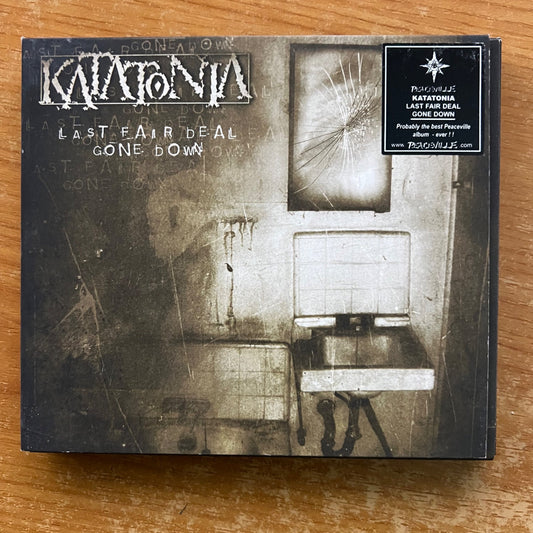 KATATONIA
LAST FAIR DEAL
GONE DOWN
PEACEVILLE
KATATONIA
LAST FAIR DEAL
GONE DOWN
Probably the best Peaceville
album - ever ! !
www. PEACEVILLE .com